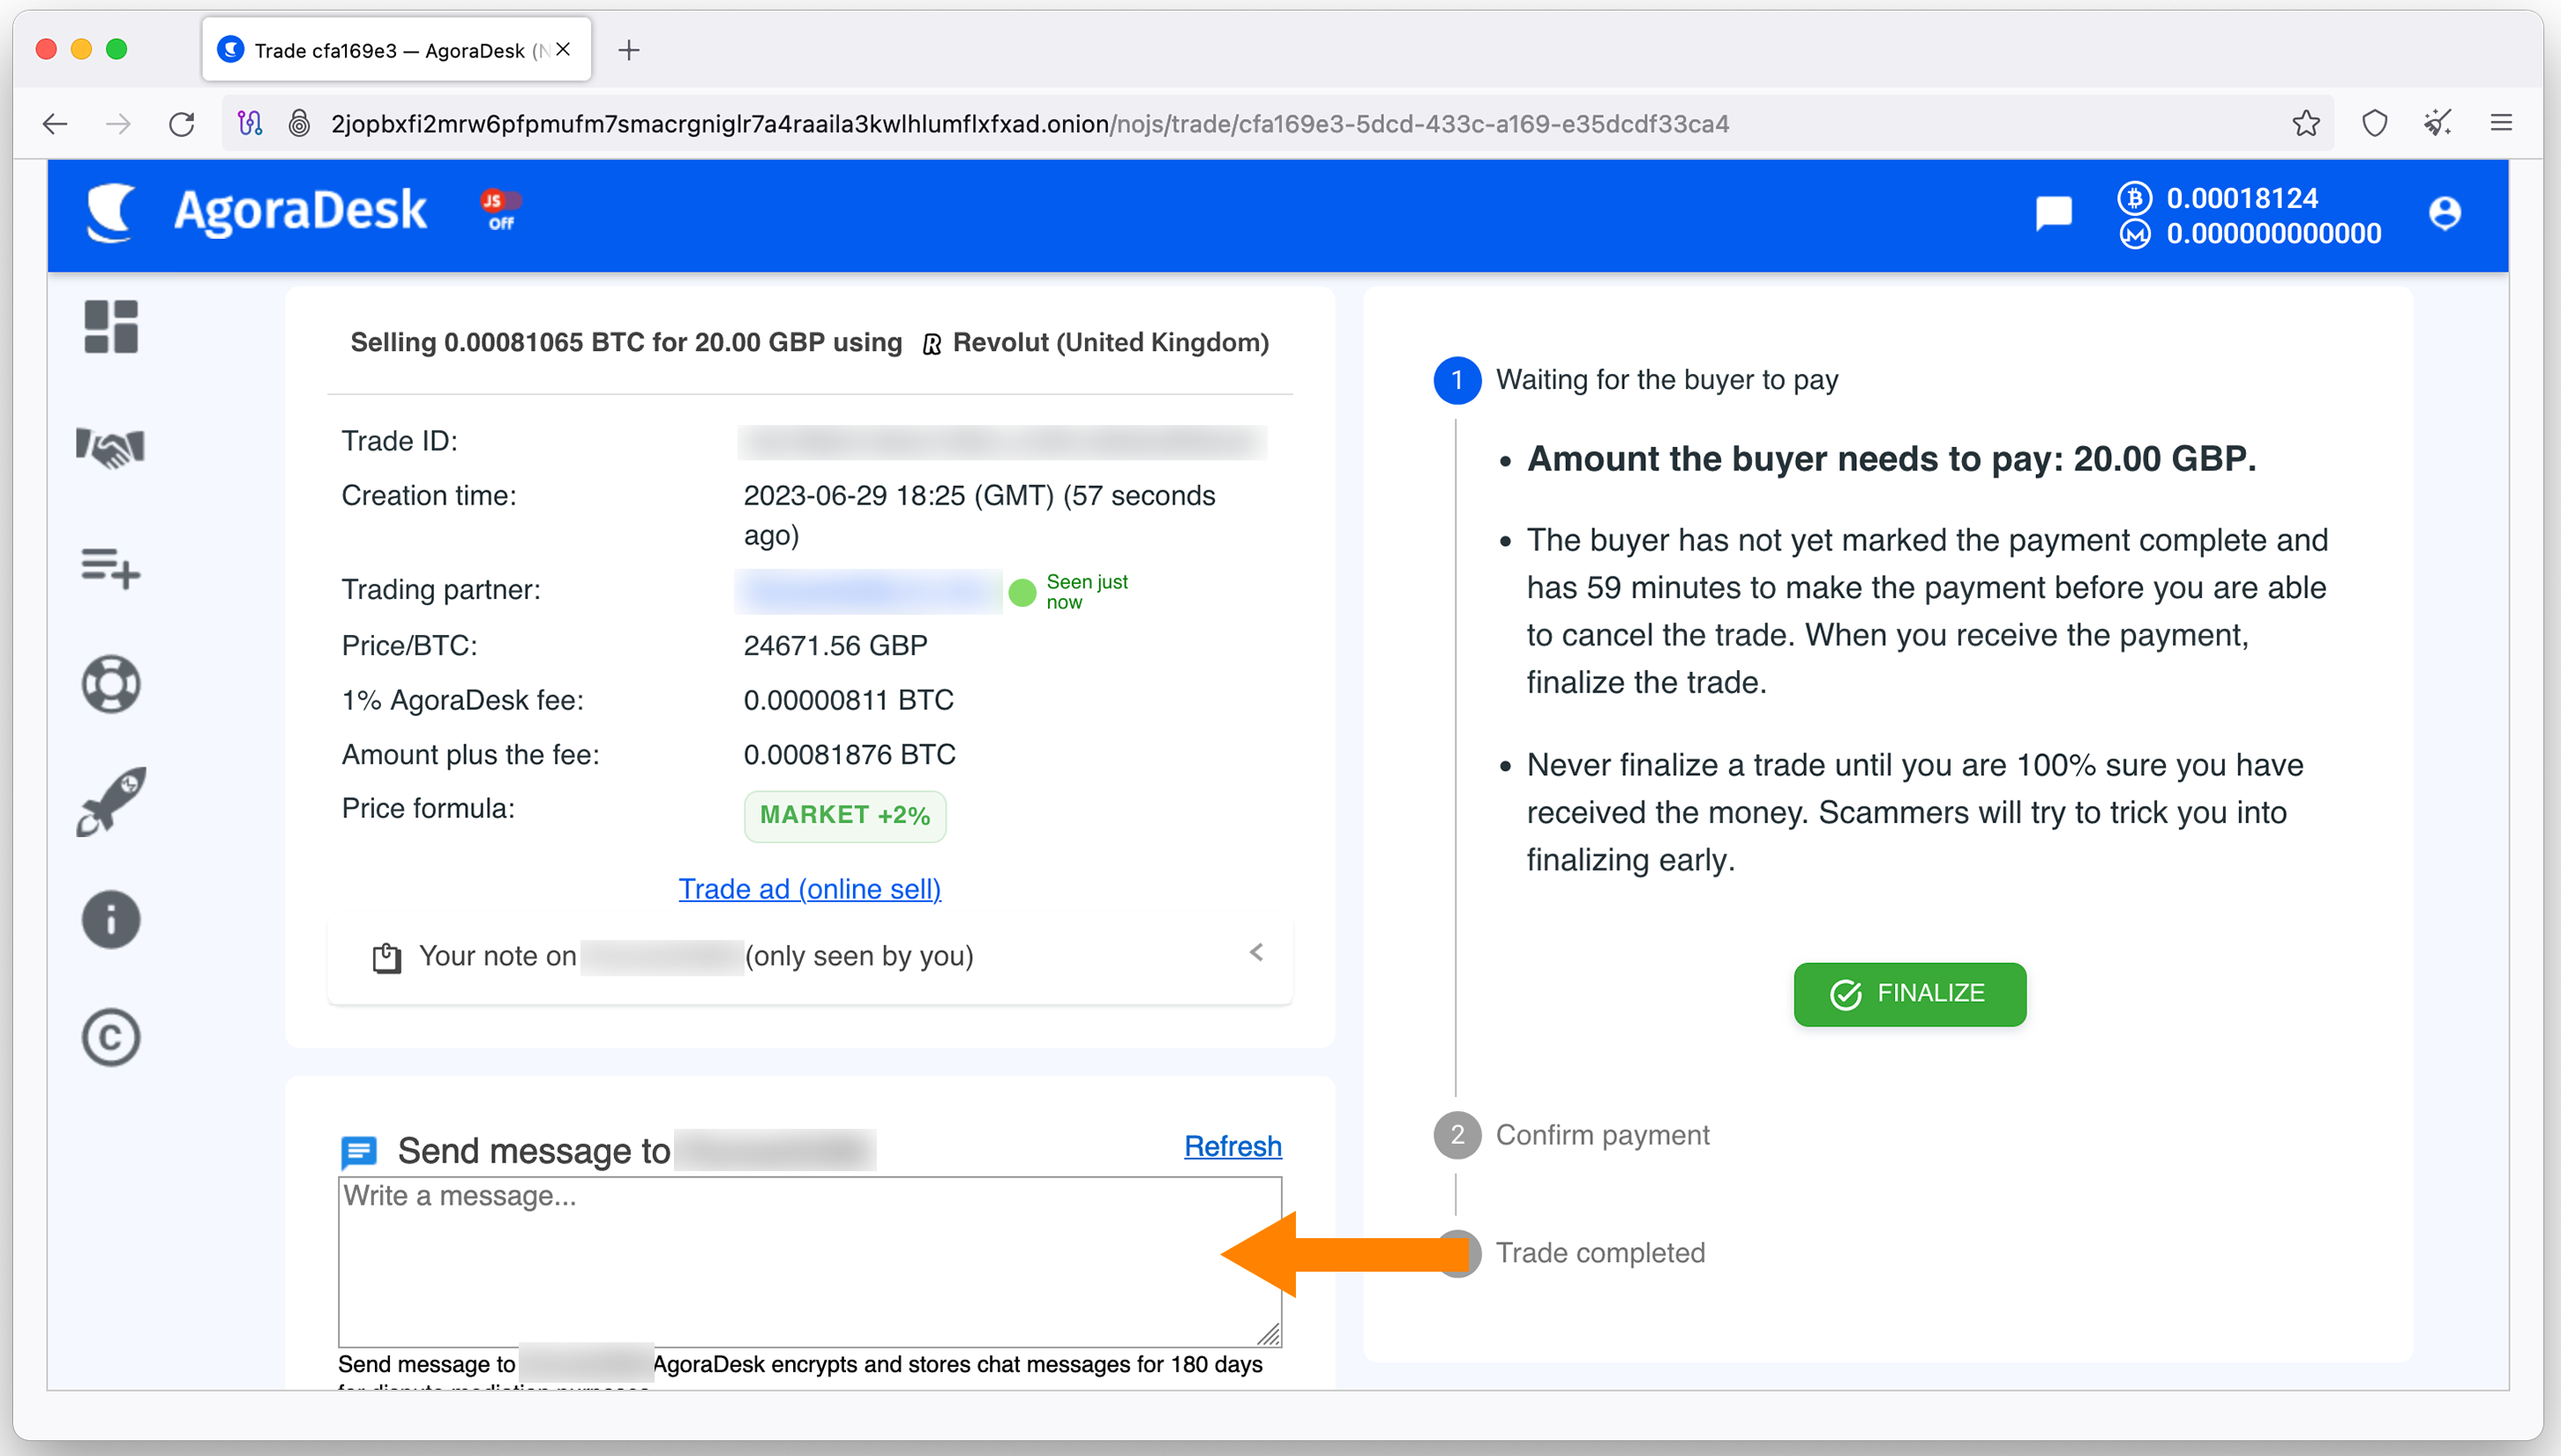 Trade cfa169e3 — AgoraDesk (N
2jopbxfi2mrw6pfpmufm7smacrgniglr7a4raaila3kwlhlumflxfxad.onion/nojs/trade/cfa169e3-5dcd-433c-a169-e35dcdf33ca4
AgoraDesk
JS
Off
0.00018124
0.000000000000
Selling 0.00081065 BTC for 20.00 GBP using R Revolut (United Kingdom)
Trade ID:
Creation time: 2023-06-29 18:25 (GMT) (57 seconds
ago)
Trading partner: Seen just
now
Price/BTC: 24671.56 GBP
1% AgoraDesk fee: 0.00000811 BTC
Amount plus the fee: 0.00081876 BTC
Price formula: MARKET +2%
Trade ad (online sell)
Your note on (only seen by you)
Send message to
Refresh
Write a message...
Send message to AgoraDesk encrypts and stores chat messages for 180 days
for dispute mediation purposes
1 Waiting for the buyer to pay
• Amount the buyer needs to pay: 20.00 GBP.
• The buyer has not yet marked the payment complete and
has 59 minutes to make the payment before you are able
to cancel the trade. When you receive the payment,
finalize the trade.
• Never finalize a trade until you are 100% sure you have
received the money. Scammers will try to trick you into
finalizing early.
FINALIZE
2 Confirm payment
Trade completed